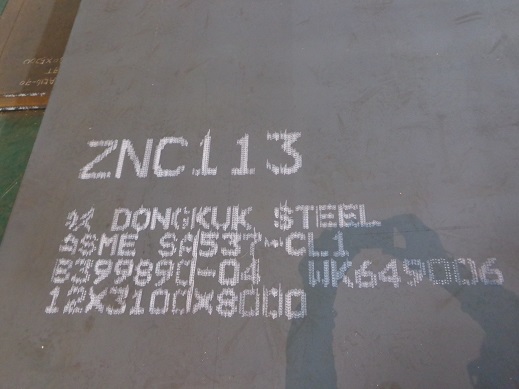 ZNC113
DONGKUK STEEL
ASME SA537-CL1
B399890-04 WK649006
12X3100X8000